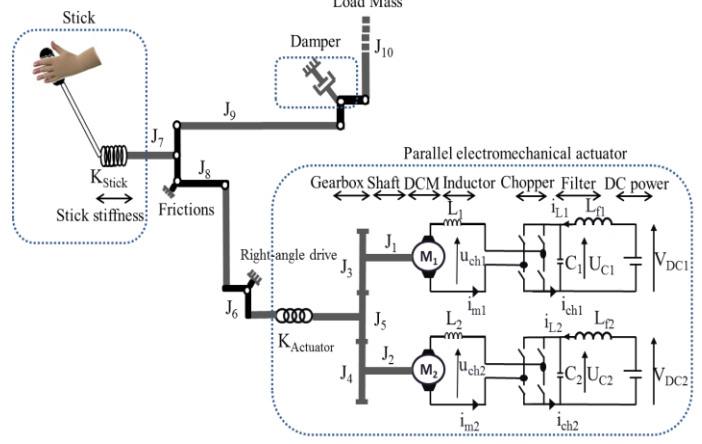 Load Mass
Stick
Damper
J10
J9
J7
J8
KStick
Stick stiffness
Frictions
Parallel electromechanical actuator
Gearbox Shaft DCM Inductor Chopper Filter DC power
L1
iL1
Lf1
J1
M1
uch1
C1
UC1
VDC1
J3
im1
ich1
Right-angle drive
J6
KActuator
J5
L2
iL2
Lf2
J2
M2
uch2
C2
UC2
VDC2
J4
im2
ich2